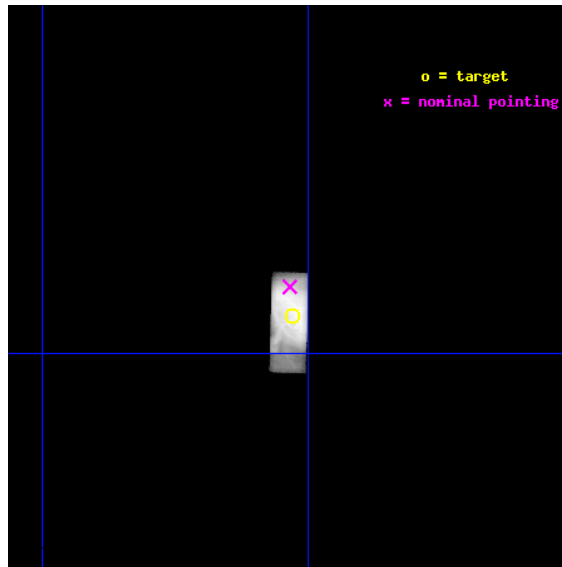 o = target
x = nominal pointing